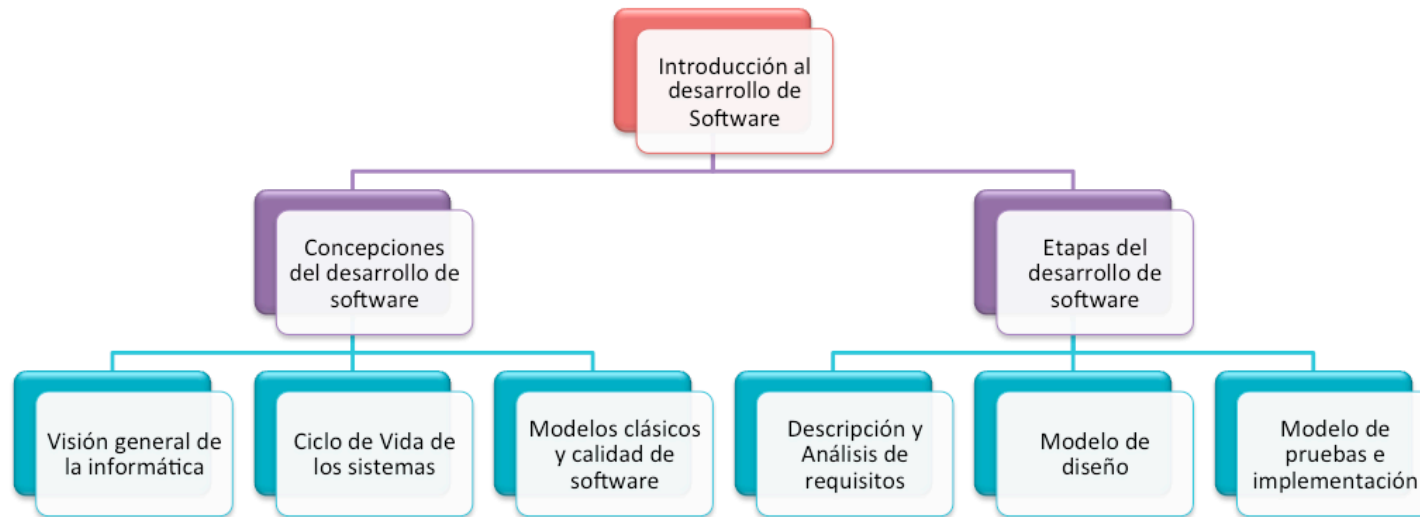 Introducción al
desarrollo de
Software
Concepciones
del desarrollo de
software
Etapas del
desarrollo de
software
Visión general de
la informática
Ciclo de Vida de
los sistemas
Modelos clásicos
y calidad de
software
Descripción y
Análisis de
requisitos
Modelo de
diseño
Modelo de
pruebas e
implementación